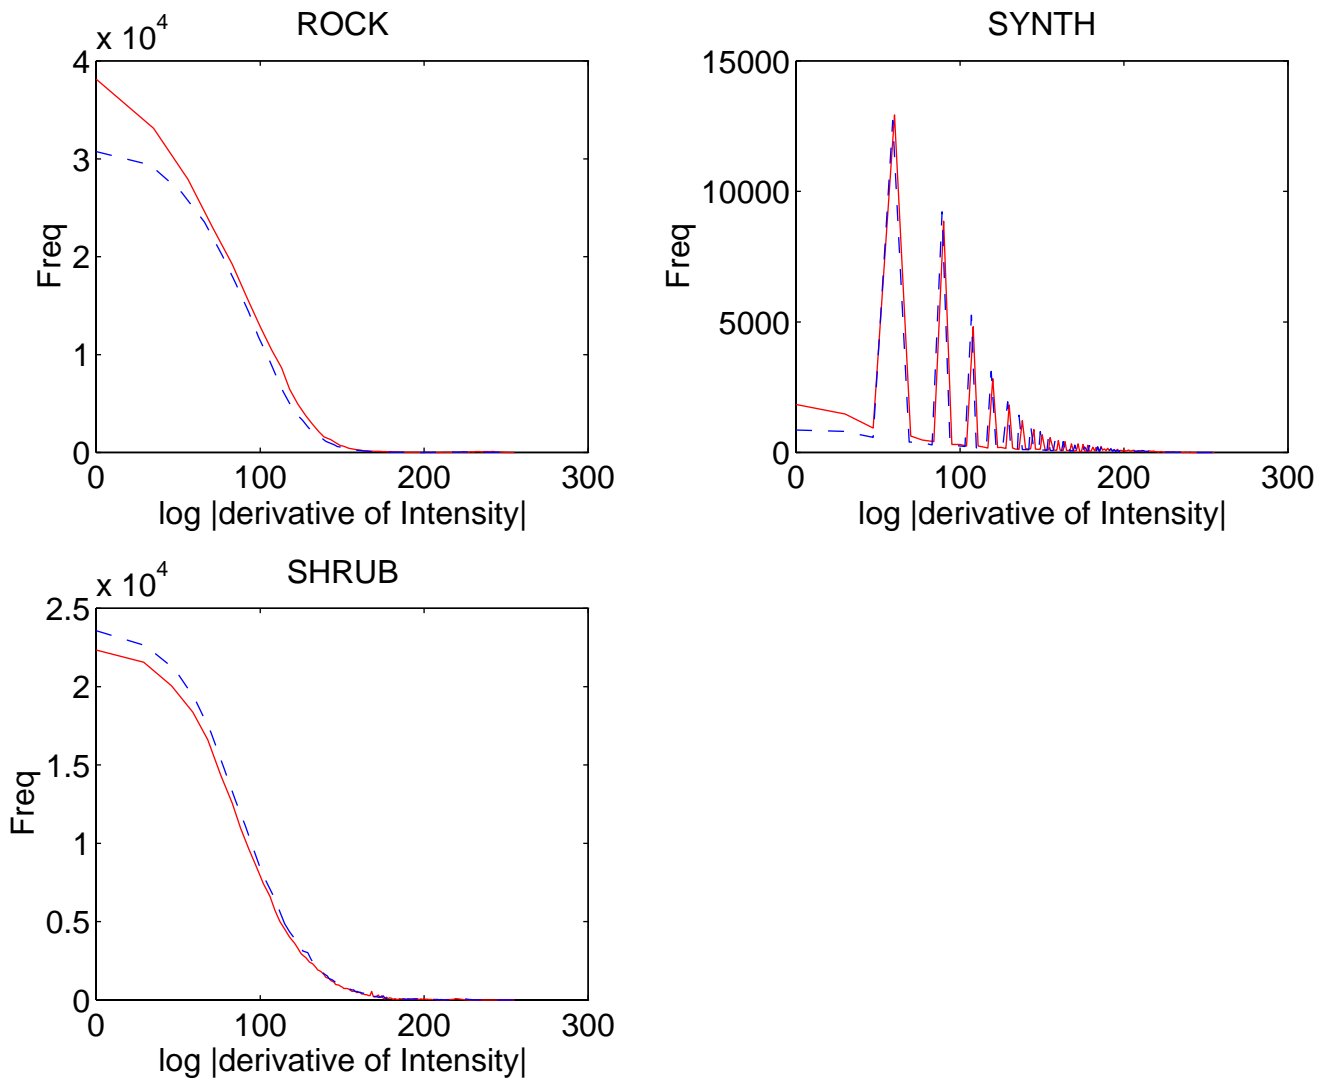 ROCK
x 10^4
4
3
2
1
0
Freq
0 100 200 300
log |derivative of Intensity|
SYNTH
15000
10000
5000
0
Freq
0 100 200 300
log |derivative of Intensity|
SHRUB
x 10^4
2.5
2
1.5
1
0.5
0
Freq
0 100 200 300
log |derivative of Intensity|